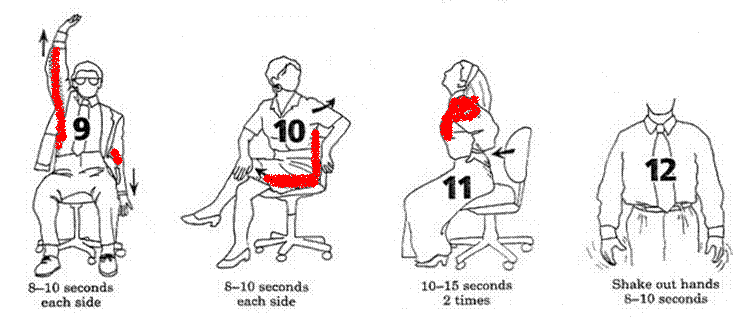 9
10
11
12
8–10 seconds
each side
8–10 seconds
each side
10–15 seconds
2 times
Shake out hands
8–10 seconds